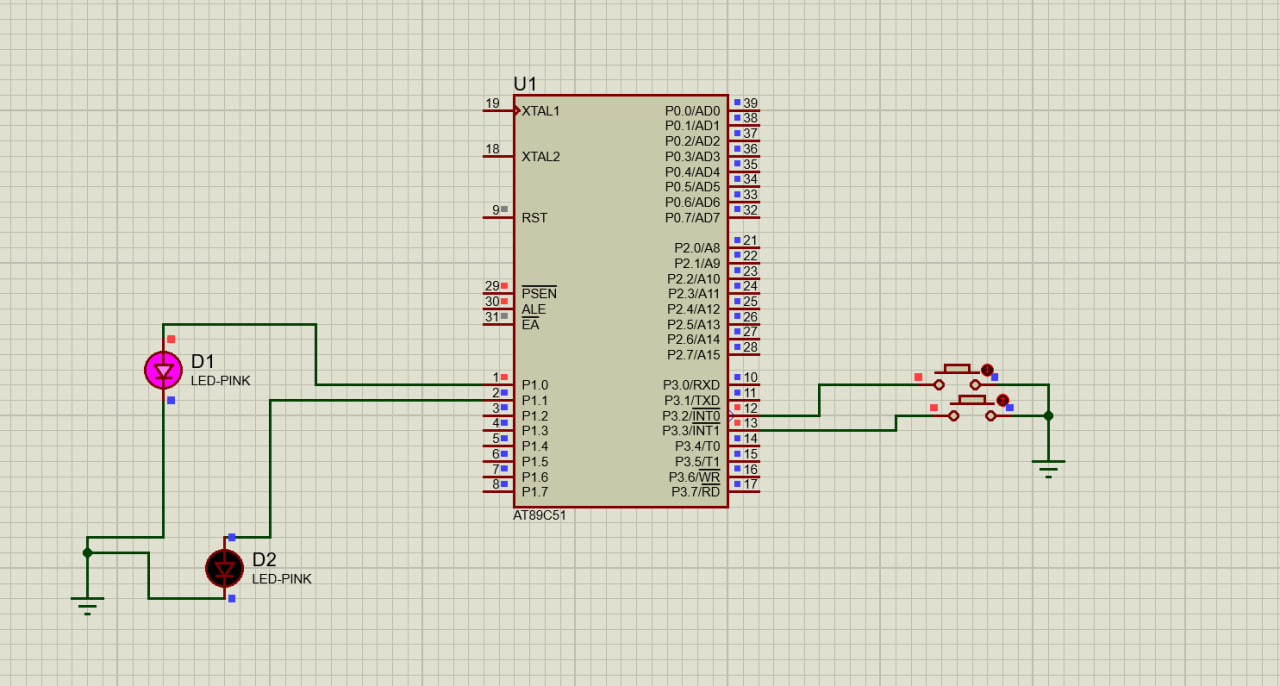 U1
19 XTAL1
18 XTAL2
9 RST
29 PSEN
30 ALE
31 EA
1 P1.0
2 P1.1
3 P1.2
4 P1.3
5 P1.4
6 P1.5
7 P1.6
8 P1.7
P0.0/AD0 39
P0.1/AD1 38
P0.2/AD2 37
P0.3/AD3 36
P0.4/AD4 35
P0.5/AD5 34
P0.6/AD6 33
P0.7/AD7 32
P2.0/A8 21
P2.1/A9 22
P2.2/A10 23
P2.3/A11 24
P2.4/A12 25
P2.5/A13 26
P2.6/A14 27
P2.7/A15 28
P3.0/RXD 10
P3.1/TXD 11
P3.2/INT0 12
P3.3/INT1 13
P3.4/T0 14
P3.5/T1 15
P3.6/WR 16
P3.7/RD 17
AT89C51
D1
LED-PINK
D2
LED-PINK